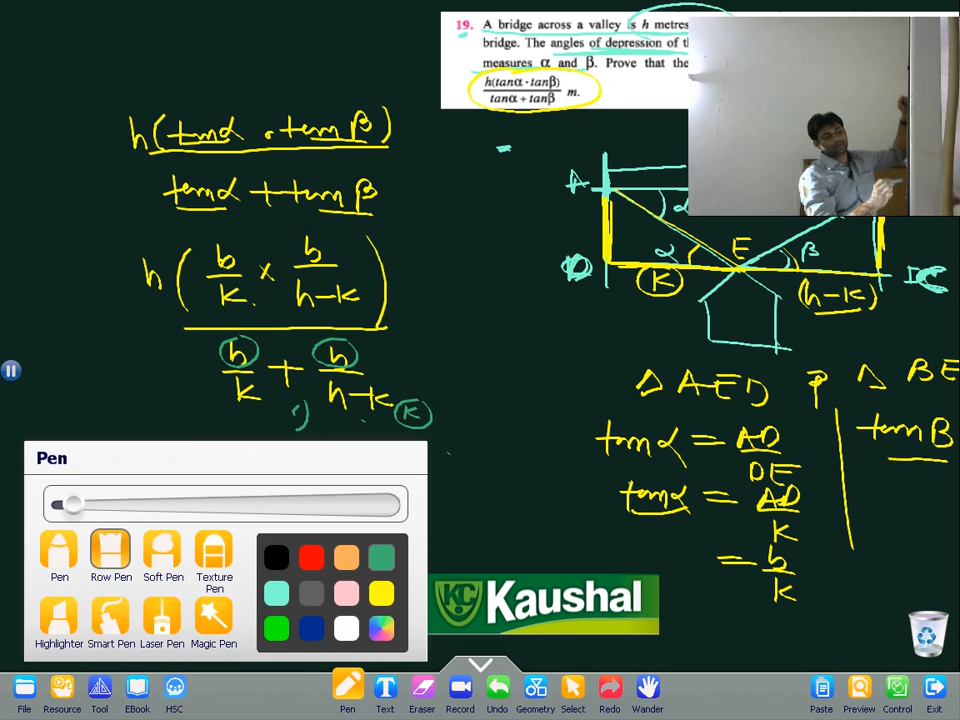 19. A bridge across a valley is h metres
bridge. The angles of depression of t
measures α and β. Prove that the
h(tanα · tanβ)
tanα + tanβ m.
h(tanα . tanβ)
tanα + tanβ
h ( b/k × b/h-k )
b/k + b/h-k
K
A
α
α
E
β
K
(h-k)
Δ AED
Δ BE
tanα = AD/DE
tanβ
tanα = AD/K
= b/k
Pen
Pen
Row Pen
Soft Pen
Texture Pen
Highlighter
Smart Pen
Laser Pen
Magic Pen
KC
Kaushal
File
Resource
Tool
EBook
HSC
Pen
Text
Eraser
Record
Undo
Geometry
Select
Redo
Wander
Paste
Preview
Control
Exit